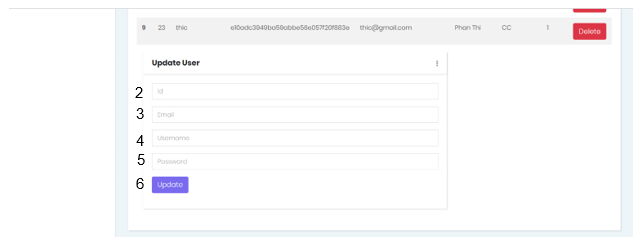 9 23 thic e10adc3949ba59abbe56e057f20f883e thic@gmail.com Phan Thi CC 1 Delete
Update User
2 Id
3 Email
4 Username
5 Password
6 Update